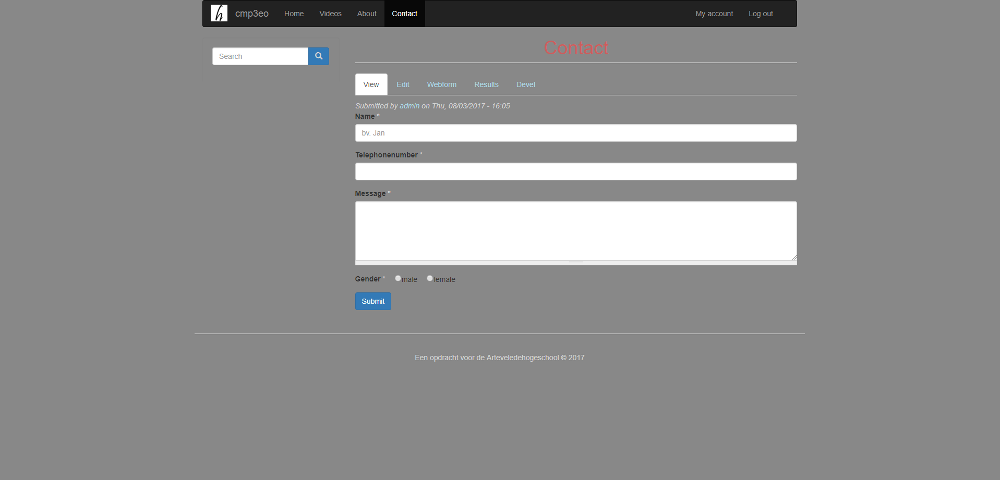 h cmp3eo Home Videos About Contact My account Log out
Search
Contact
View Edit Webform Results Devel
Submitted by admin on Thu, 08/03/2017 - 16:05
Name *
bv. Jan
Telephonenumber *
Message *
Gender * male female
Submit
Een opdracht voor de Arteveledehogeschool © 2017